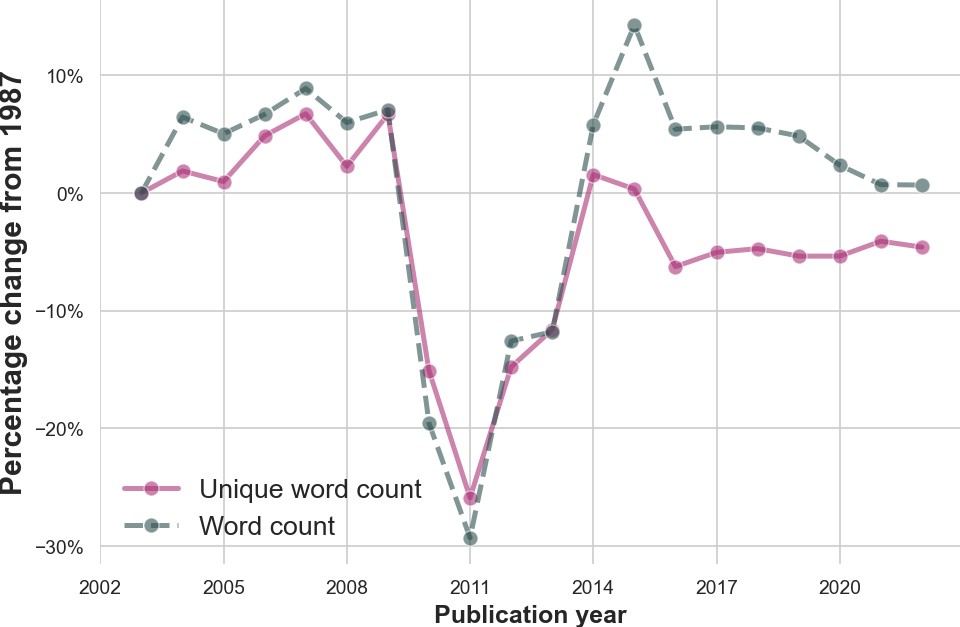 Percentage change from 1987
10%
0%
−10%
−20%
−30%
Unique word count
Word count
2002 2005 2008 2011 2014 2017 2020
Publication year